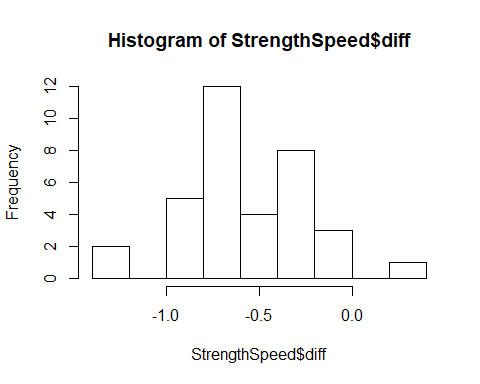 Histogram of StrengthSpeed$diff
Frequency
0 2 4 6 8 10 12
-1.0 -0.5 0.0
StrengthSpeed$diff